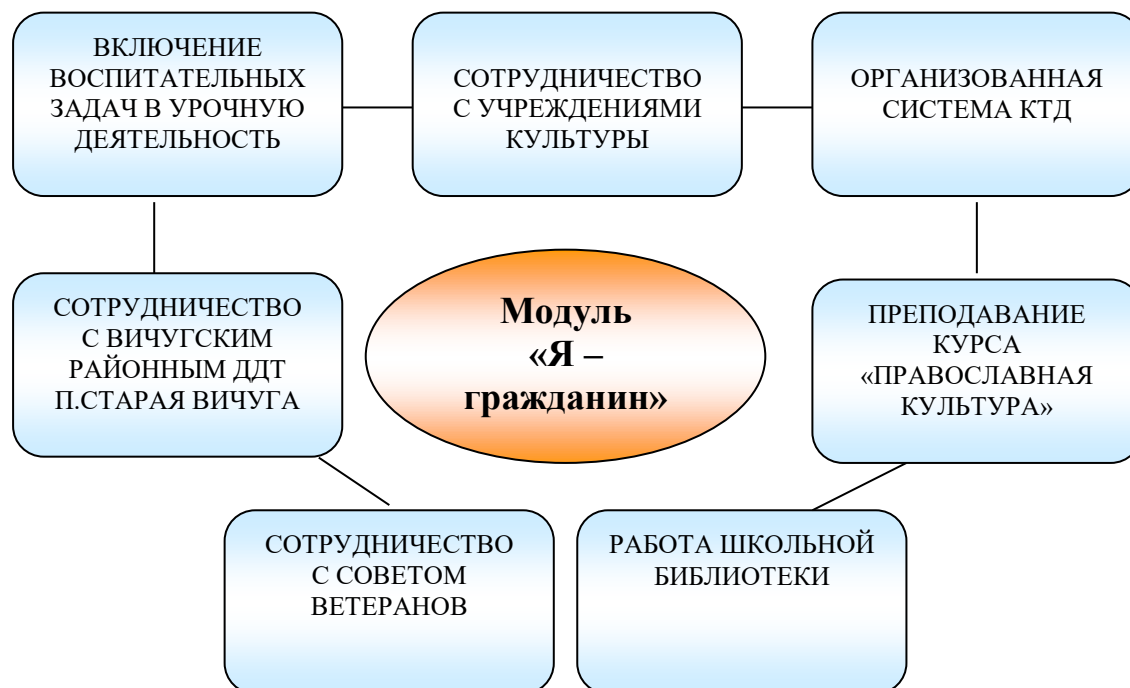 ВКЛЮЧЕНИЕ
ВОСПИТАТЕЛЬНЫХ
ЗАДАЧ В УРОЧНУЮ
ДЕЯТЕЛЬНОСТЬ
СОТРУДНИЧЕСТВО
С УЧРЕЖДЕНИЯМИ
КУЛЬТУРЫ
ОРГАНИЗОВАННАЯ
СИСТЕМА КТД
СОТРУДНИЧЕСТВО
С ВИЧУГСКИМ
РАЙОННЫМ ДДТ
П.СТАРАЯ ВИЧУГА
Модуль
«Я –
гражданин»
ПРЕПОДАВАНИЕ
КУРСА
«ПРАВОСЛАВНАЯ
КУЛЬТУРА»
СОТРУДНИЧЕСТВО
С СОВЕТОМ
ВЕТЕРАНОВ
РАБОТА ШКОЛЬНОЙ
БИБЛИОТЕКИ